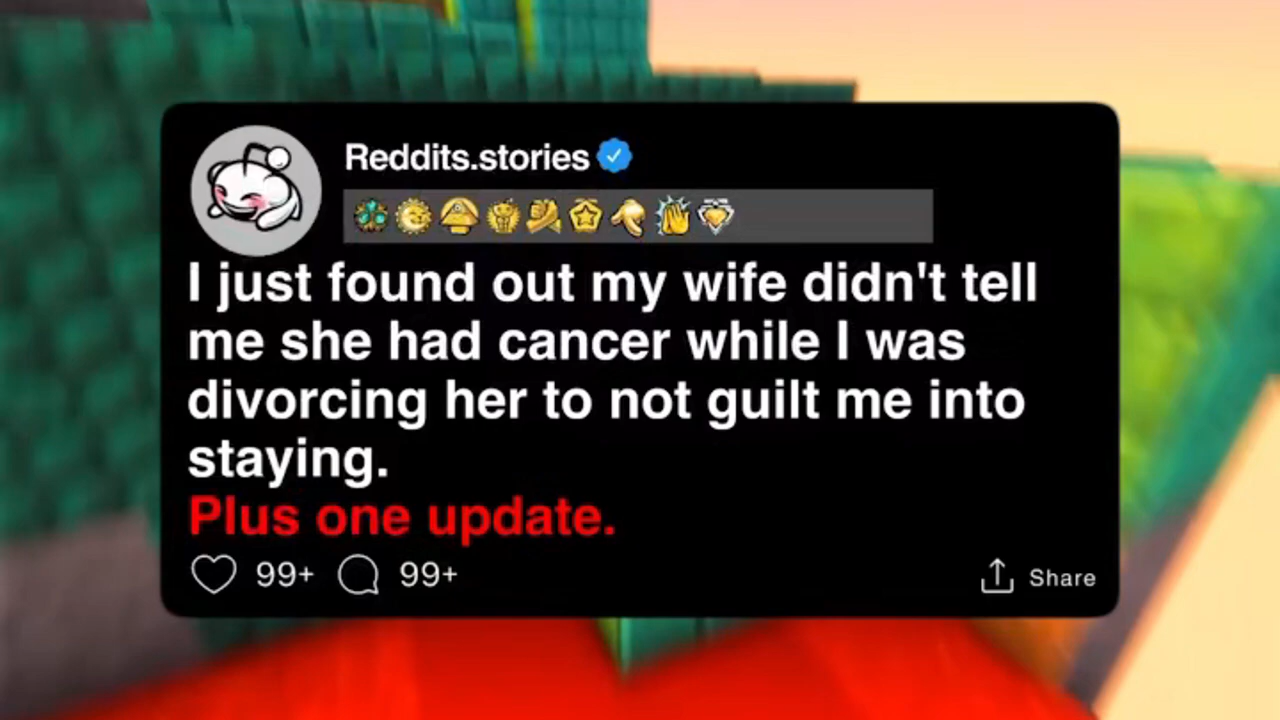 Reddits.stories
I just found out my wife didn't tell
me she had cancer while I was
divorcing her to not guilt me into
staying.
Plus one update.
99+ 99+ Share